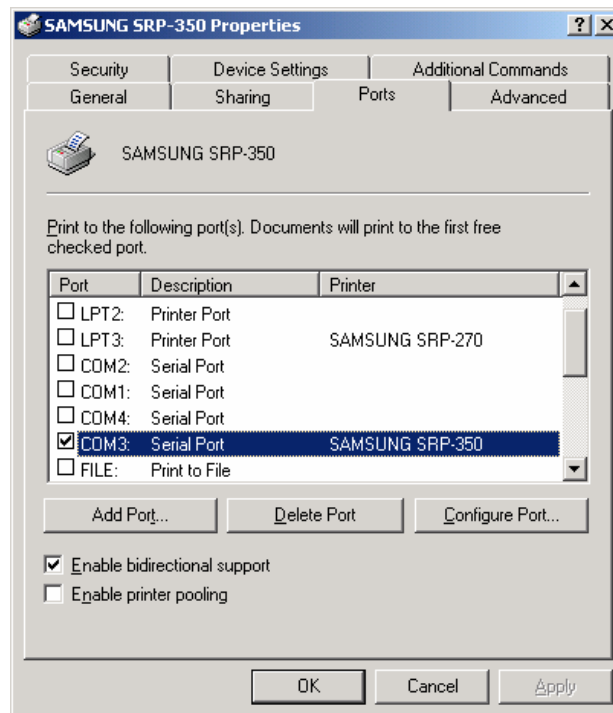 SAMSUNG SRP-350 Properties
Security Device Settings Additional Commands
General Sharing Ports Advanced
SAMSUNG SRP-350
Print to the following port(s). Documents will print to the first free
checked port.
Port Description Printer
LPT2: Printer Port
LPT3: Printer Port SAMSUNG SRP-270
COM2: Serial Port
COM1: Serial Port
COM4: Serial Port
COM3: Serial Port SAMSUNG SRP-350
FILE: Print to File
Add Port... Delete Port Configure Port...
Enable bidirectional support
Enable printer pooling
OK Cancel Apply